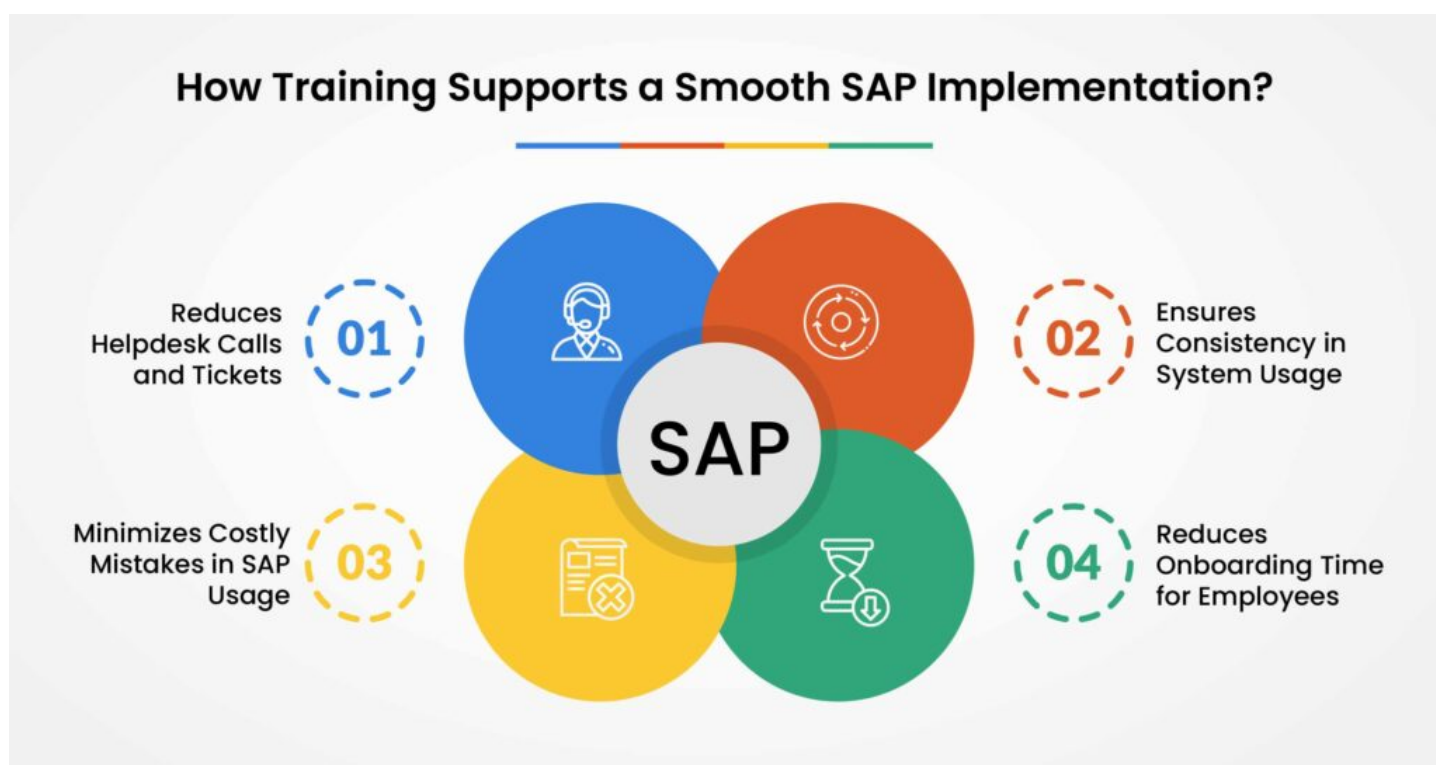 How Training Supports a Smooth SAP Implementation?
Reduces
Helpdesk Calls
and Tickets
01
02
Ensures
Consistency in
System Usage
SAP
Minimizes Costly
Mistakes in SAP
Usage
03
04
Reduces
Onboarding Time
for Employees